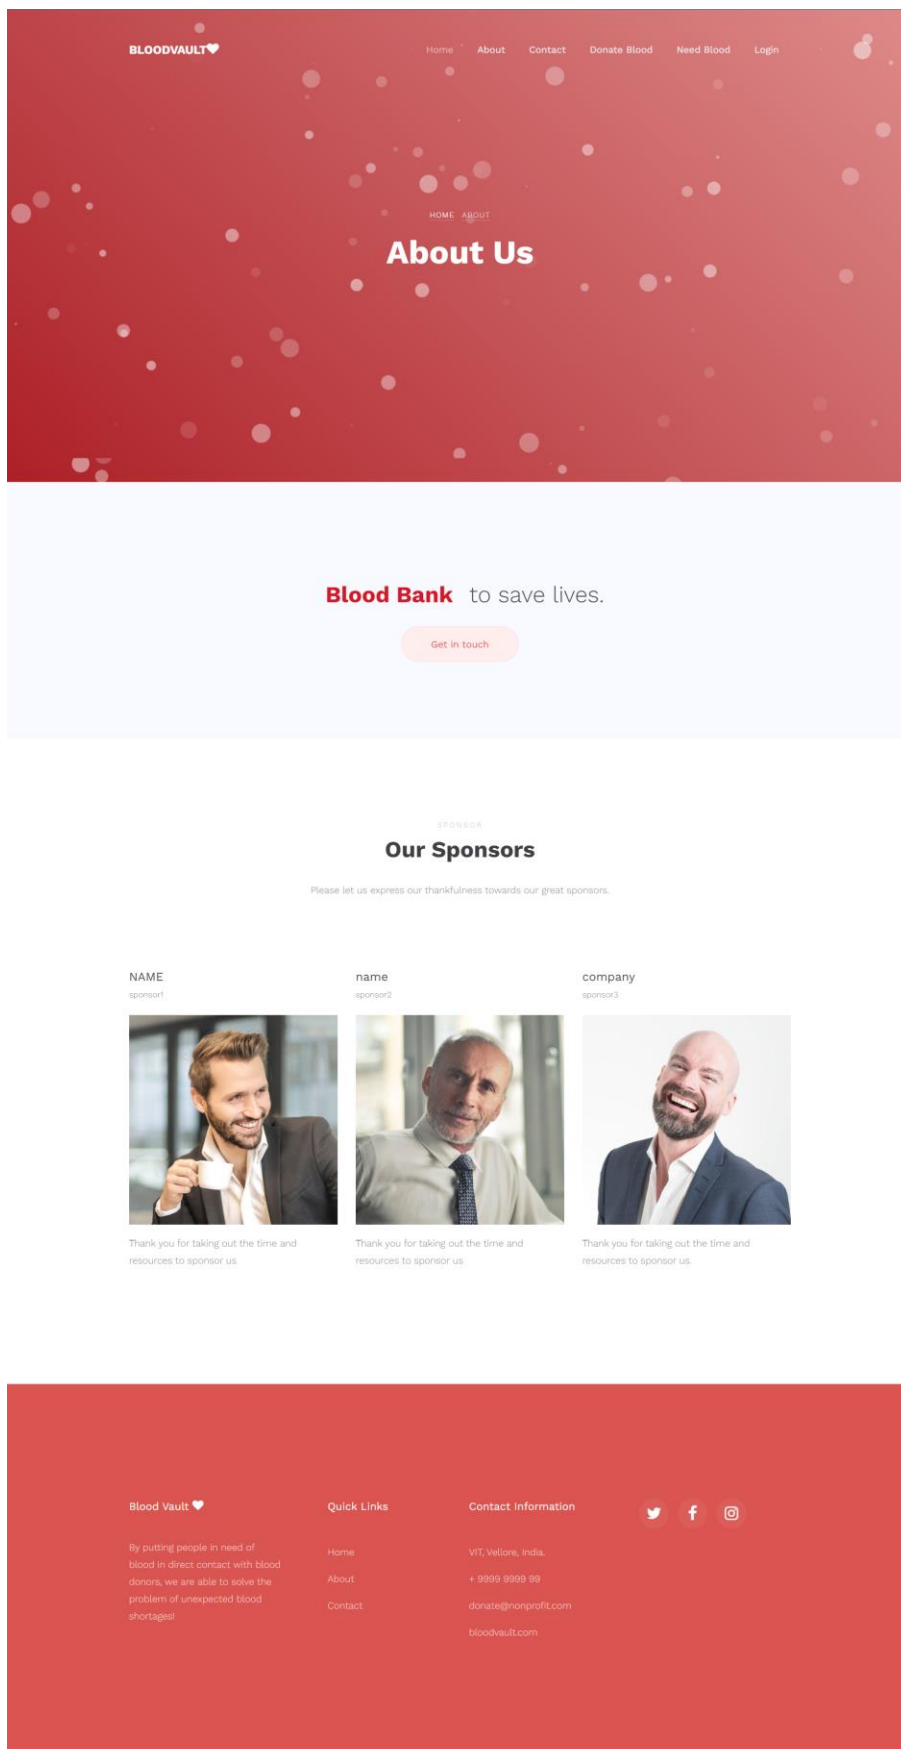 BLOODVAULT
Home About Contact Donate Blood Need Blood Login
HOME ABOUT
About Us
Blood Bank to save lives.
Get in touch
SPONSOR
Our Sponsors
Please let us express our thankfulness towards our great sponsors.
NAME
sponsor1
Thank you for taking out the time and
resources to sponsor us
name
sponsor2
Thank you for taking out the time and
resources to sponsor us
company
sponsor3
Thank you for taking out the time and
resources to sponsor us.
Blood Vault
By putting people in need of
blood in direct contact with blood
donors, we are able to solve the
problem of unexpected blood
shortages!
Quick Links
Home
About
Contact
Contact Information
VIT, Vellore, India.
+ 9999 9999 99
donate@nonprofit.com
bloodvault.com